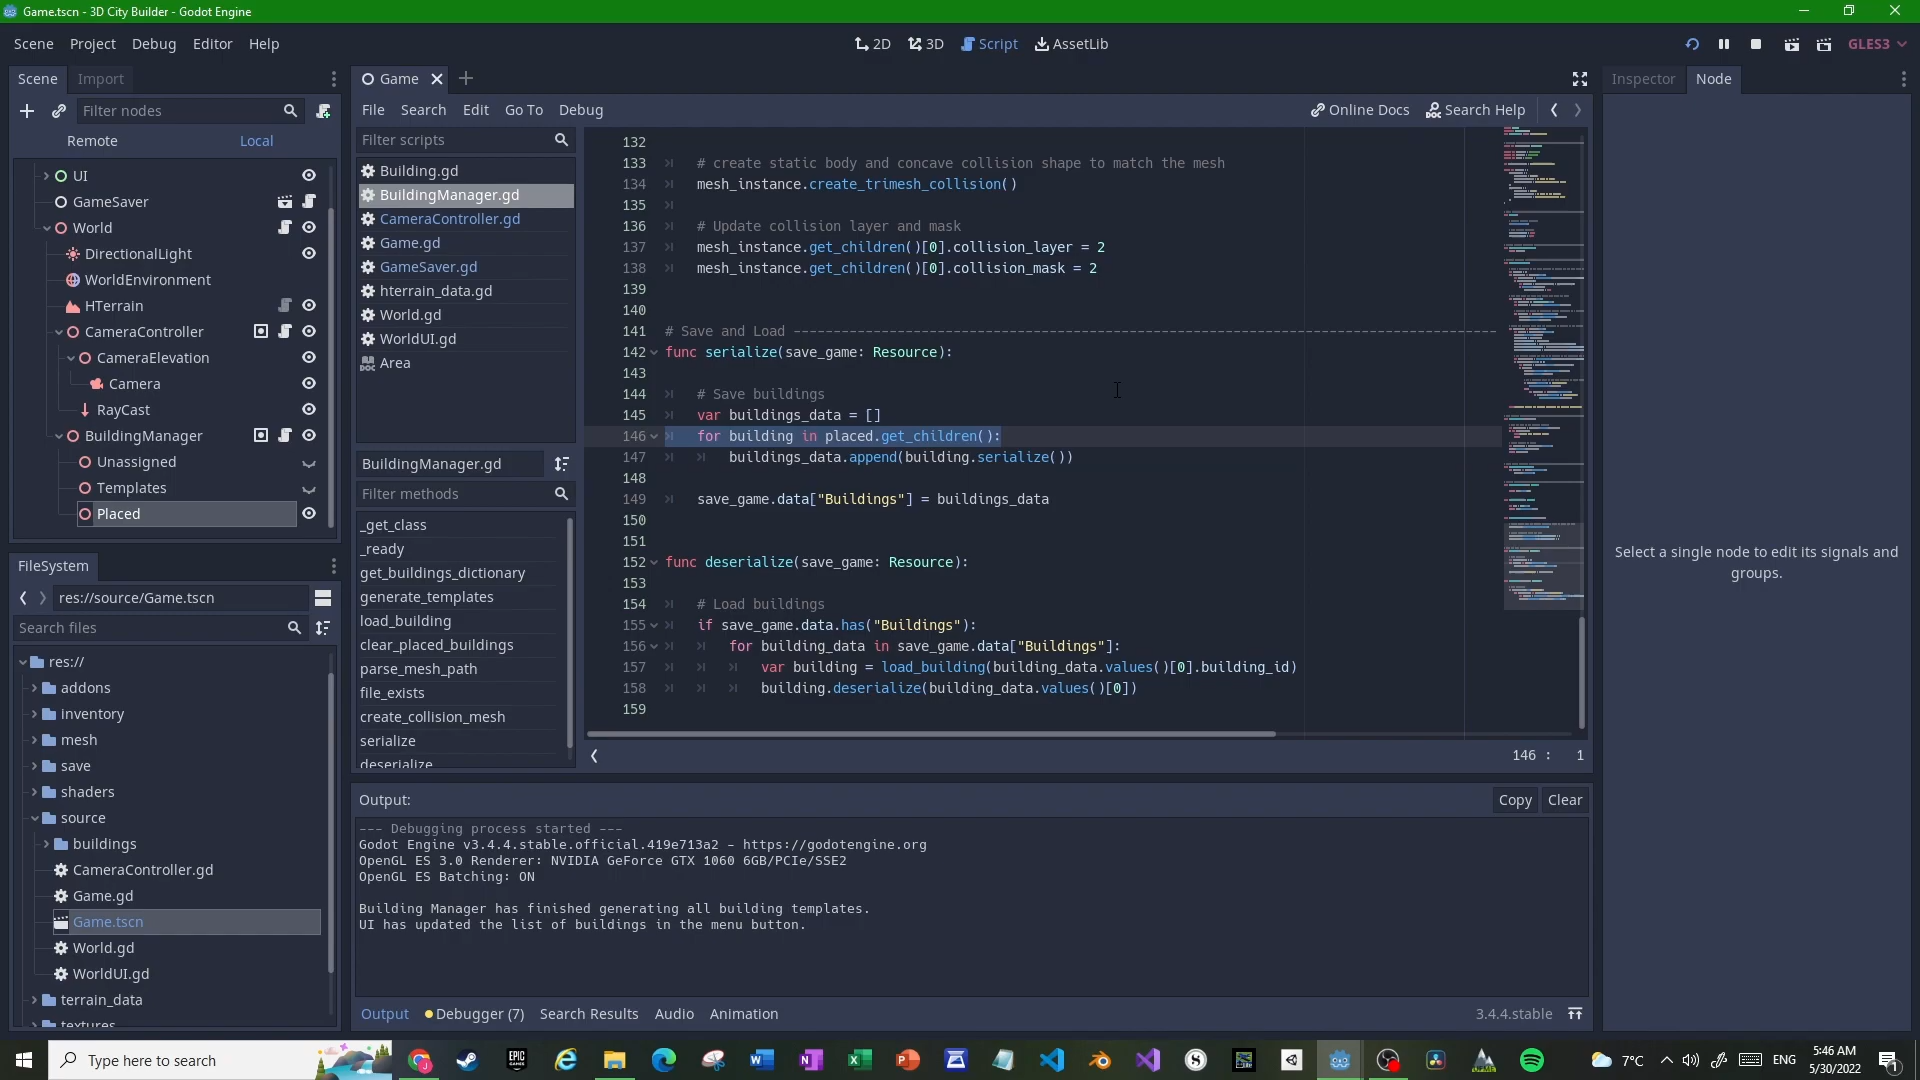 Game.tscn - 3D City Builder - Godot Engine
Scene Project Debug Editor Help
2D 3D Script AssetLib
GLES3
Scene Import
Filter nodes
Remote Local
UI
GameSaver
World
DirectionalLight
WorldEnvironment
HTerrain
CameraController
CameraElevation
Camera
RayCast
BuildingManager
Unassigned
Templates
Placed
FileSystem
res://source/Game.tscn
Search files
res://
addons
inventory
mesh
save
shaders
source
buildings
CameraController.gd
Game.gd
Game.tscn
World.gd
WorldUI.gd
terrain_data
textures
Game
File Search Edit Go To Debug
Online Docs Search Help
Filter scripts
Building.gd
BuildingManager.gd
CameraController.gd
Game.gd
GameSaver.gd
hterrain_data.gd
World.gd
WorldUI.gd
Area
BuildingManager.gd
Filter methods
_get_class
_ready
get_buildings_dictionary
generate_templates
load_building
clear_placed_buildings
parse_mesh_path
file_exists
create_collision_mesh
serialize
deserialize
132
133 # create static body and concave collision shape to match the mesh
134 mesh_instance.create_trimesh_collision()
135
136 # Update collision layer and mask
137 mesh_instance.get_children()[0].collision_layer = 2
138 mesh_instance.get_children()[0].collision_mask = 2
139
140
141 # Save and Load ----------------------------------------------------------------------------------------
142 func serialize(save_game: Resource):
143
144 # Save buildings
145 var buildings_data = []
146 for building in placed.get_children():
147 buildings_data.append(building.serialize())
148
149 save_game.data["Buildings"] = buildings_data
150
151
152 func deserialize(save_game: Resource):
153
154 # Load buildings
155 if save_game.data.has("Buildings"):
156 for building_data in save_game.data["Buildings"]:
157 var building = load_building(building_data.values()[0].building_id)
158 building.deserialize(building_data.values()[0])
159
146 : 1
Output:
Copy Clear
--- Debugging process started ---
Godot Engine v3.4.4.stable.official.419e713a2 - https://godotengine.org
OpenGL ES 3.0 Renderer: NVIDIA GeForce GTX 1060 6GB/PCIe/SSE2
OpenGL ES Batching: ON
Building Manager has finished generating all building templates.
UI has updated the list of buildings in the menu button.
Output Debugger (7) Search Results Audio Animation
3.4.4.stable
Inspector Node
Select a single node to edit its signals and
groups.
Type here to search
EPIC GAMES
7°C
ENG
5:46 AM
5/30/2022
1